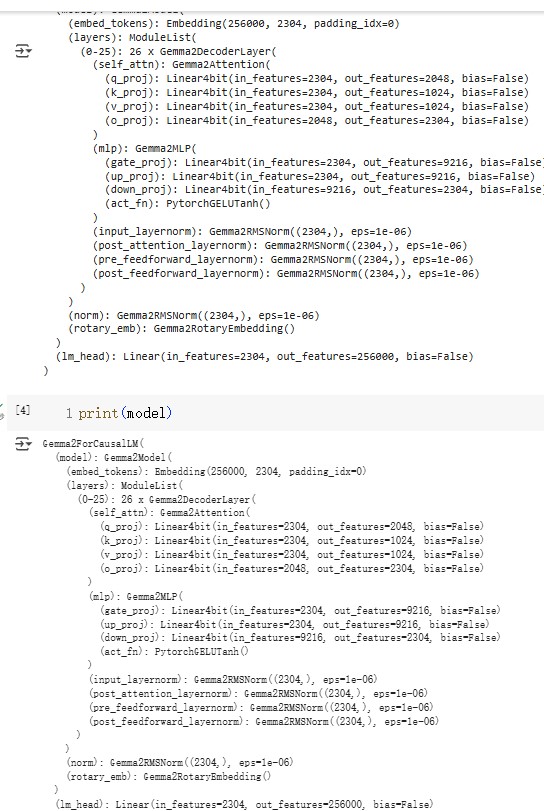 (model): Gemma2Model(
(embed_tokens): Embedding(256000, 2304, padding_idx=0)
(layers): ModuleList(
(0-25): 26 x Gemma2DecoderLayer(
(self_attn): Gemma2Attention(
(q_proj): Linear4bit(in_features=2304, out_features=2048, bias=False)
(k_proj): Linear4bit(in_features=2304, out_features=1024, bias=False)
(v_proj): Linear4bit(in_features=2304, out_features=1024, bias=False)
(o_proj): Linear4bit(in_features=2048, out_features=2304, bias=False)
)
(mlp): Gemma2MLP(
(gate_proj): Linear4bit(in_features=2304, out_features=9216, bias=False
(up_proj): Linear4bit(in_features=2304, out_features=9216, bias=False)
(down_proj): Linear4bit(in_features=9216, out_features=2304, bias=False
(act_fn): PytorchGELUTanh()
)
(input_layernorm): Gemma2RMSNorm((2304,), eps=1e-06)
(post_attention_layernorm): Gemma2RMSNorm((2304,), eps=1e-06)
(pre_feedforward_layernorm): Gemma2RMSNorm((2304,), eps=1e-06)
(post_feedforward_layernorm): Gemma2RMSNorm((2304,), eps=1e-06)
)
)
(norm): Gemma2RMSNorm((2304,), eps=1e-06)
(rotary_emb): Gemma2RotaryEmbedding()
)
(lm_head): Linear(in_features=2304, out_features=256000, bias=False)
)
[4] 1 print(model)
Gemma2ForCausalLM(
(model): Gemma2Model(
(embed_tokens): Embedding(256000, 2304, padding_idx=0)
(layers): ModuleList(
(0-25): 26 x Gemma2DecoderLayer(
(self_attn): Gemma2Attention(
(q_proj): Linear4bit(in_features=2304, out_features=2048, bias=False)
(k_proj): Linear4bit(in_features=2304, out_features=1024, bias=False)
(v_proj): Linear4bit(in_features=2304, out_features=1024, bias=False)
(o_proj): Linear4bit(in_features=2048, out_features=2304, bias=False)
)
(mlp): Gemma2MLP(
(gate_proj): Linear4bit(in_features=2304, out_features=9216, bias=False)
(up_proj): Linear4bit(in_features=2304, out_features=9216, bias=False)
(down_proj): Linear4bit(in_features=9216, out_features=2304, bias=False)
(act_fn): PytorchGELUTanh()
)
(input_layernorm): Gemma2RMSNorm((2304,), eps=1e-06)
(post_attention_layernorm): Gemma2RMSNorm((2304,), eps=1e-06)
(pre_feedforward_layernorm): Gemma2RMSNorm((2304,), eps=1e-06)
(post_feedforward_layernorm): Gemma2RMSNorm((2304,), eps=1e-06)
)
)
(norm): Gemma2RMSNorm((2304,), eps=1e-06)
(rotary_emb): Gemma2RotaryEmbedding()
)
(lm_head): Linear(in_features=2304, out_features=256000, bias=False)